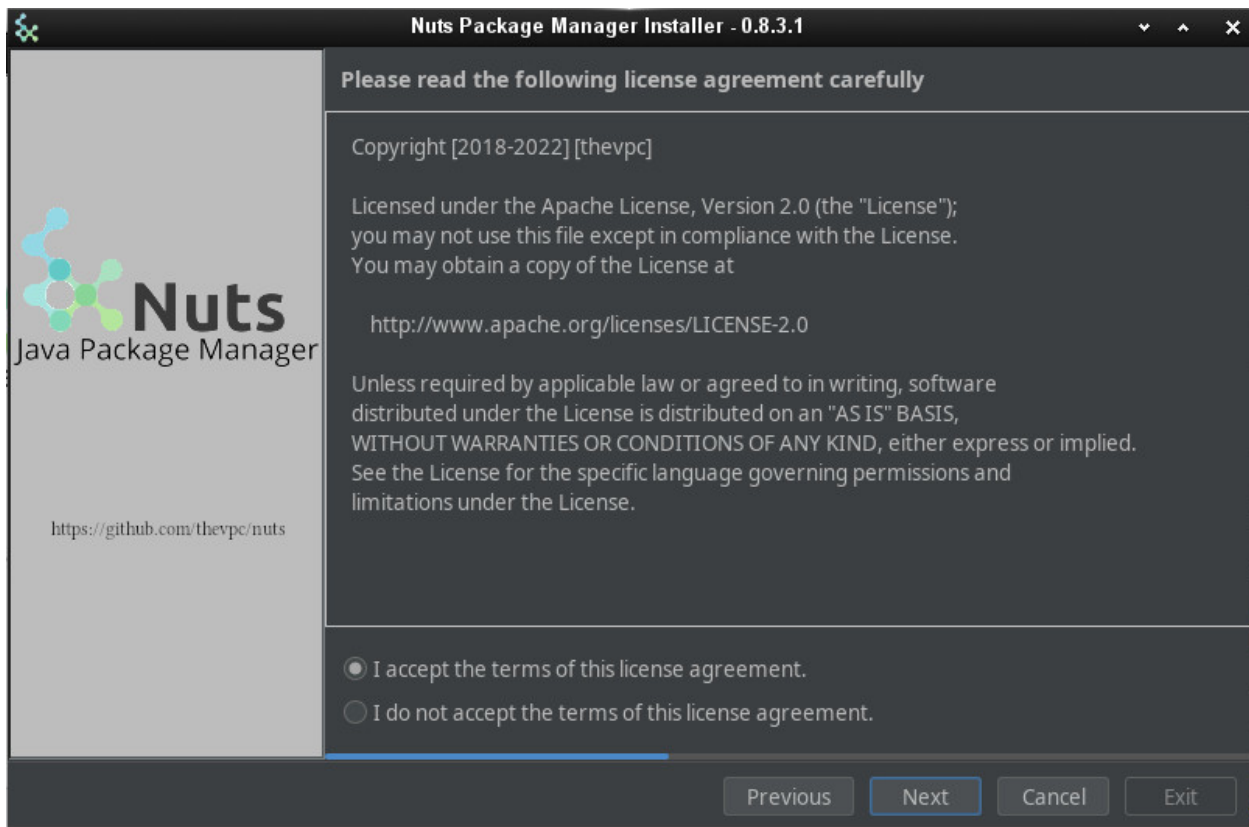 Nuts Package Manager Installer - 0.8.3.1
Nuts
Java Package Manager
https://github.com/thevpc/nuts
Please read the following license agreement carefully
Copyright [2018-2022] [thevpc]
Licensed under the Apache License, Version 2.0 (the "License");
you may not use this file except in compliance with the License.
You may obtain a copy of the License at
http://www.apache.org/licenses/LICENSE-2.0
Unless required by applicable law or agreed to in writing, software
distributed under the License is distributed on an "AS IS" BASIS,
WITHOUT WARRANTIES OR CONDITIONS OF ANY KIND, either express or implied.
See the License for the specific language governing permissions and
limitations under the License.
I accept the terms of this license agreement.
I do not accept the terms of this license agreement.
Previous Next Cancel Exit